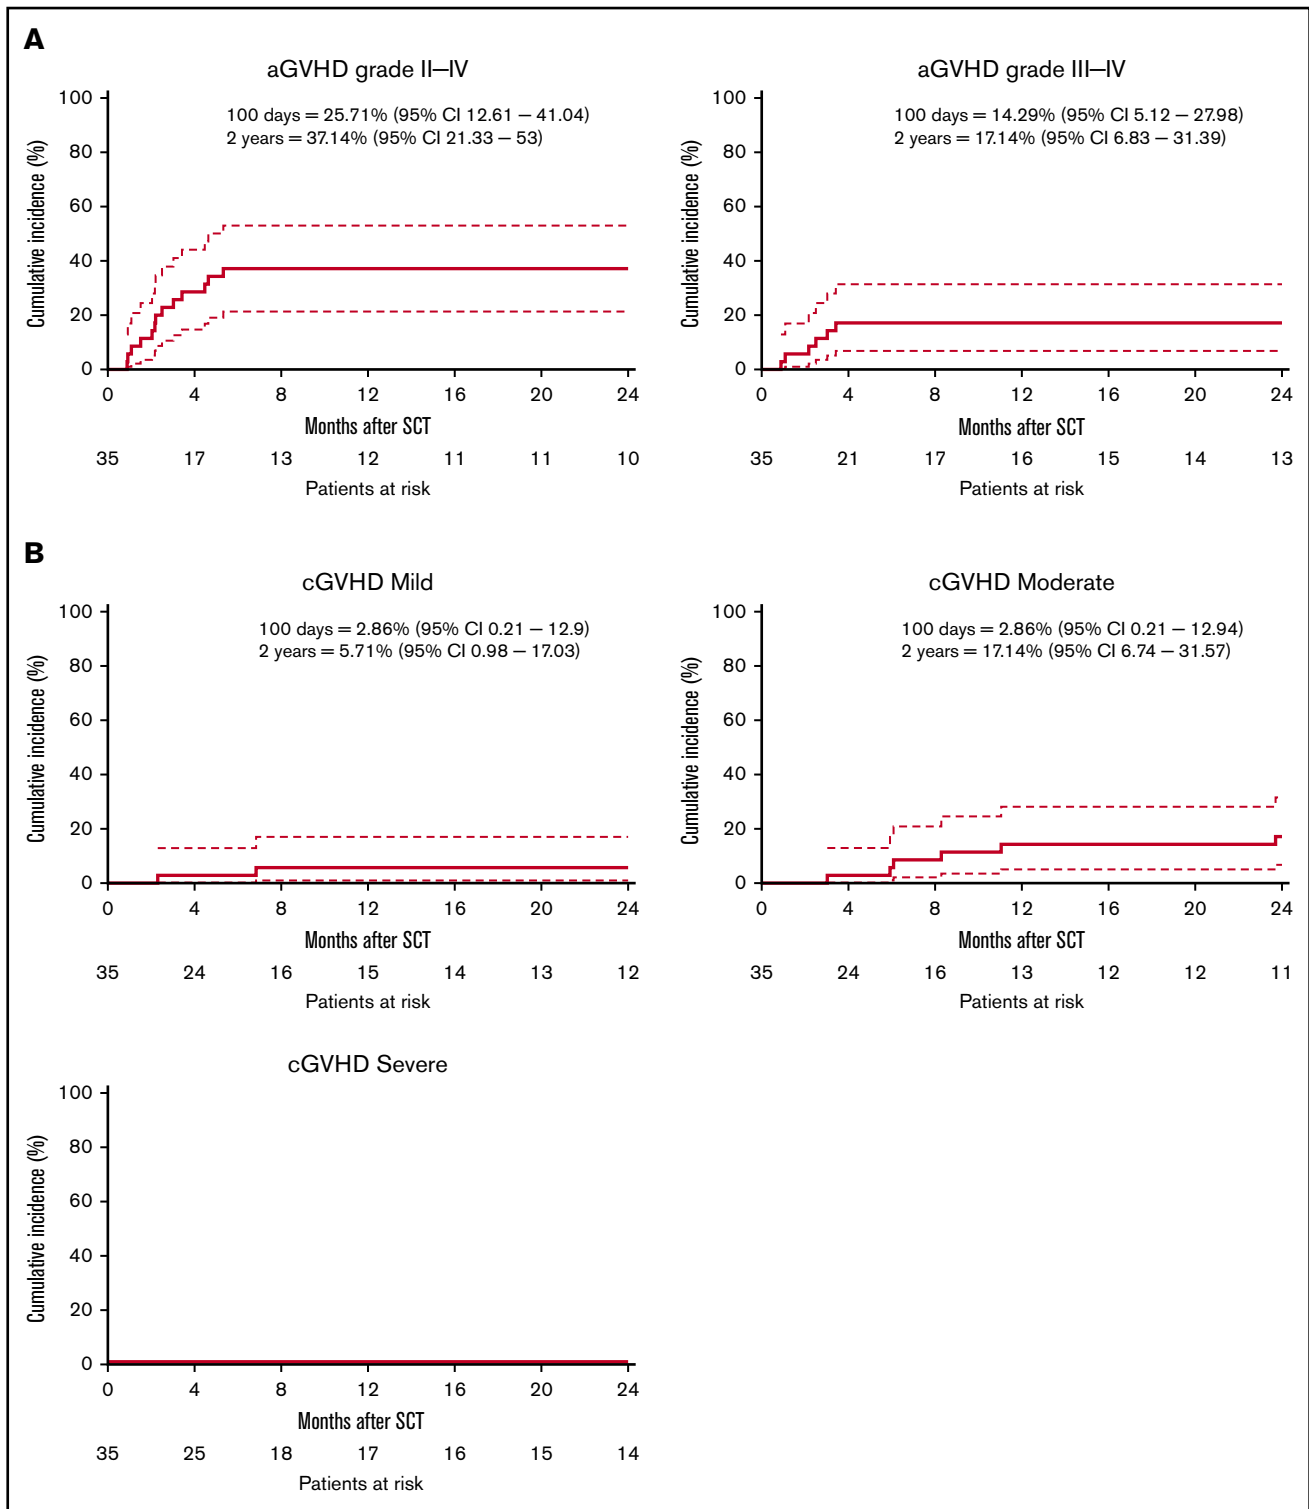 A
aGVHD grade II–IV
100 days = 25.71% (95% CI 12.61 – 41.04)
2 years = 37.14% (95% CI 21.33 – 53)
Cumulative incidence (%)
100
80
60
40
20
0
0 4 8 12 16 20 24
Months after SCT
35 17 13 12 11 11 10
Patients at risk
aGVHD grade III–IV
100 days = 14.29% (95% CI 5.12 – 27.98)
2 years = 17.14% (95% CI 6.83 – 31.39)
Cumulative incidence (%)
100
80
60
40
20
0
0 4 8 12 16 20 24
Months after SCT
35 21 17 16 15 14 13
Patients at risk
B
cGVHD Mild
100 days = 2.86% (95% CI 0.21 – 12.9)
2 years = 5.71% (95% CI 0.98 – 17.03)
Cumulative incidence (%)
100
80
60
40
20
0
0 4 8 12 16 20 24
Months after SCT
35 24 16 15 14 13 12
Patients at risk
cGVHD Moderate
100 days = 2.86% (95% CI 0.21 – 12.94)
2 years = 17.14% (95% CI 6.74 – 31.57)
Cumulative incidence (%)
100
80
60
40
20
0
0 4 8 12 16 20 24
Months after SCT
35 24 16 13 12 12 11
Patients at risk
cGVHD Severe
Cumulative incidence (%)
100
80
60
40
20
0
0 4 8 12 16 20 24
Months after SCT
35 25 18 17 16 15 14
Patients at risk